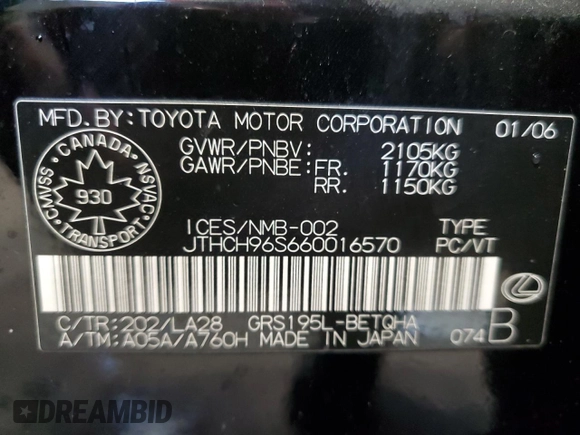 MFD.BY:TOYOTA MOTOR CORPORATION 01/06
GVWR/PNBV: 2105KG
GAWR/PNBE:FR. 1170KG
RR. 1150KG
CANADA
CMVSS 930 NSVAC
TRANSPORT
ICES/NMB-002 TYPE
JTHCH96S660016570 PC/VT
C/TR:202/LA28 GRS195L-BETQHA
A/TM:A05A/A760H MADE IN JAPAN 074 B
DREAMBID